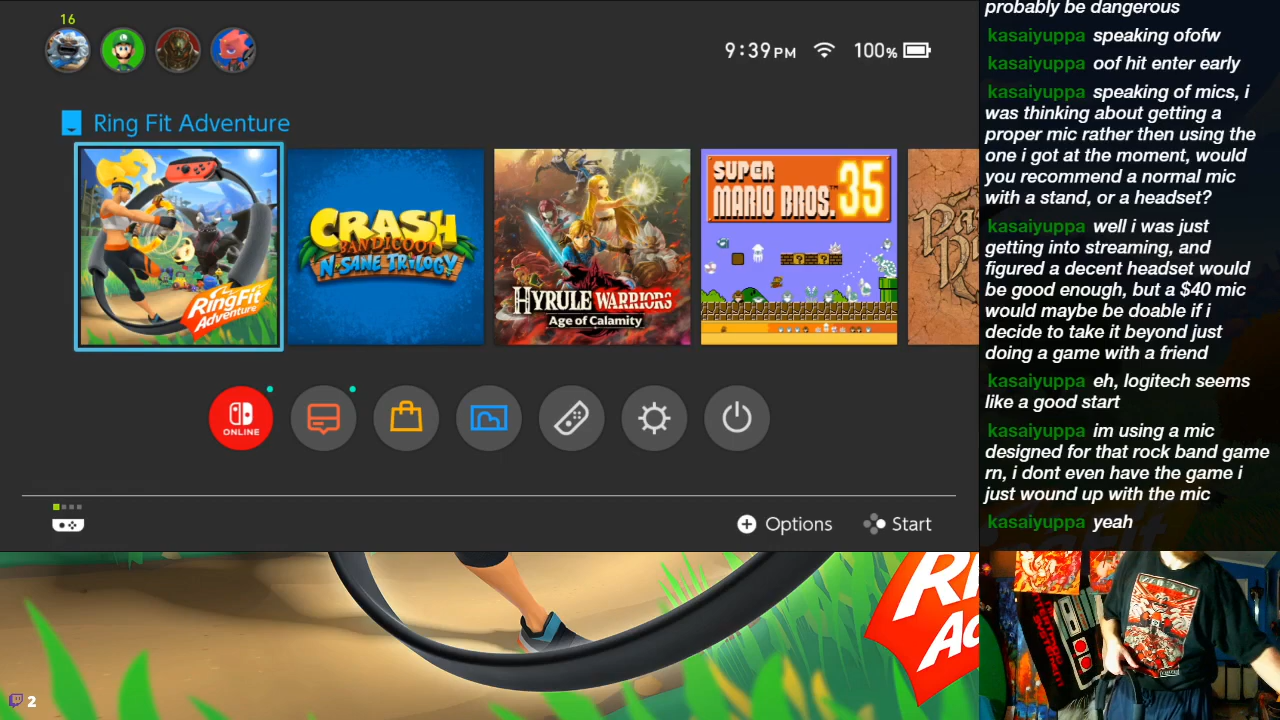 16
9:39 PM
100%
Ring Fit Adventure
RingFit
Adventure
CRASH
BANDICOOT
N. SANE TRILOGY
HYRULE WARRIORS
Age of Calamity
SUPER
MARIO BROS. 35
ONLINE
Options
Start
2
probably be dangerous
kasaiyuppa speaking ofofw
kasaiyuppa oof hit enter early
kasaiyuppa speaking of mics, i
was thinking about getting a
proper mic rather then using the
one i got at the moment, would
you recommend a normal mic
with a stand, or a headset?
kasaiyuppa well i was just
getting into streaming, and
figured a decent headset would
be good enough, but a $40 mic
would maybe be doable if i
decide to take it beyond just
doing a game with a friend
kasaiyuppa eh, logitech seems
like a good start
kasaiyuppa im using a mic
designed for that rock band game
rn, i dont even have the game i
just wound up with the mic
kasaiyuppa yeah